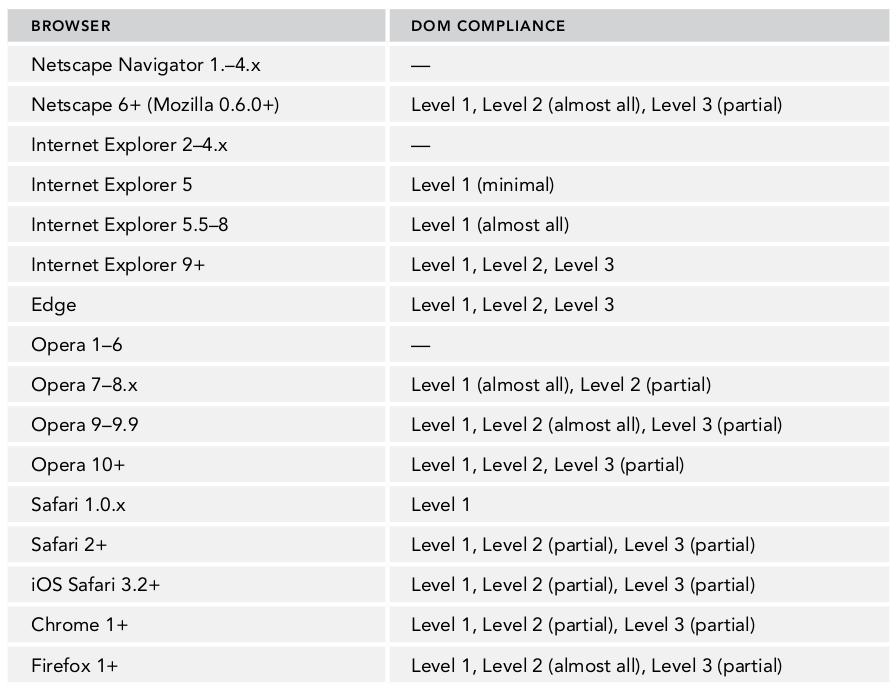 BROWSER DOM COMPLIANCE
Netscape Navigator 1.–4.x —
Netscape 6+ (Mozilla 0.6.0+) Level 1, Level 2 (almost all), Level 3 (partial)
Internet Explorer 2–4.x —
Internet Explorer 5 Level 1 (minimal)
Internet Explorer 5.5–8 Level 1 (almost all)
Internet Explorer 9+ Level 1, Level 2, Level 3
Edge Level 1, Level 2, Level 3
Opera 1–6 —
Opera 7–8.x Level 1 (almost all), Level 2 (partial)
Opera 9–9.9 Level 1, Level 2 (almost all), Level 3 (partial)
Opera 10+ Level 1, Level 2, Level 3 (partial)
Safari 1.0.x Level 1
Safari 2+ Level 1, Level 2 (partial), Level 3 (partial)
iOS Safari 3.2+ Level 1, Level 2 (partial), Level 3 (partial)
Chrome 1+ Level 1, Level 2 (partial), Level 3 (partial)
Firefox 1+ Level 1, Level 2 (almost all), Level 3 (partial)